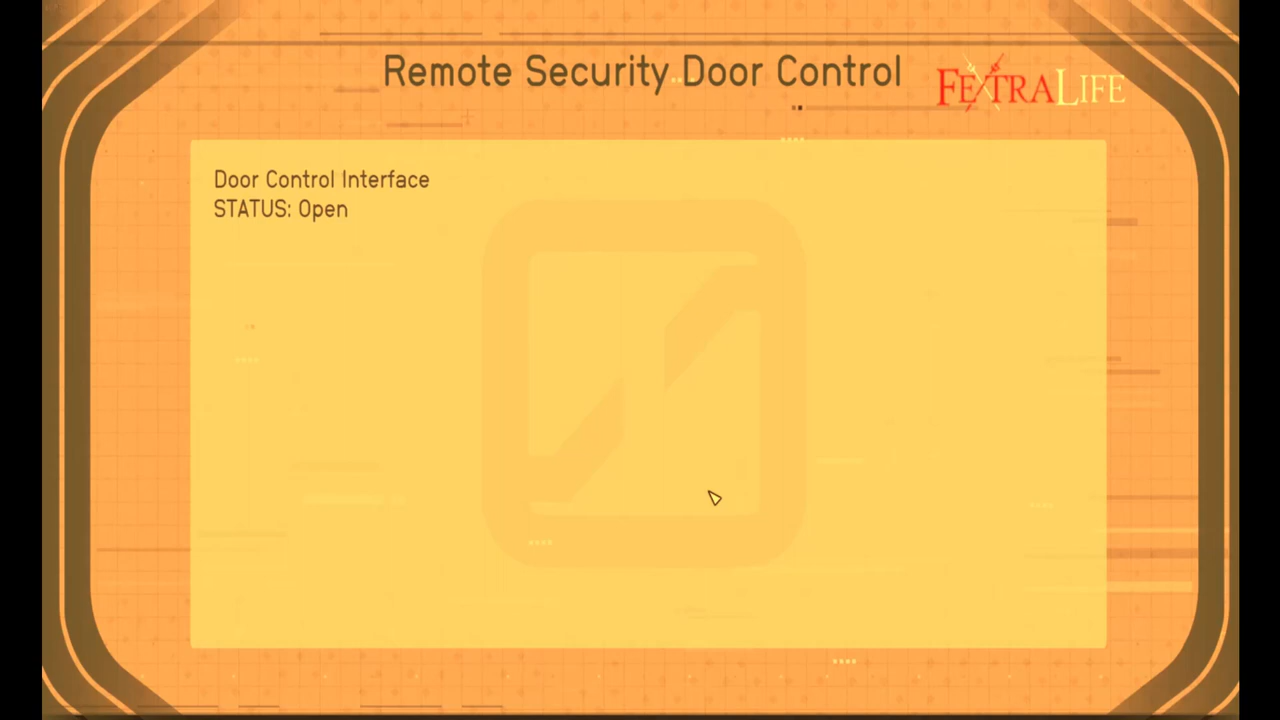 Remote Security Door Control
FEXTRALIFE
Door Control Interface
STATUS: Open